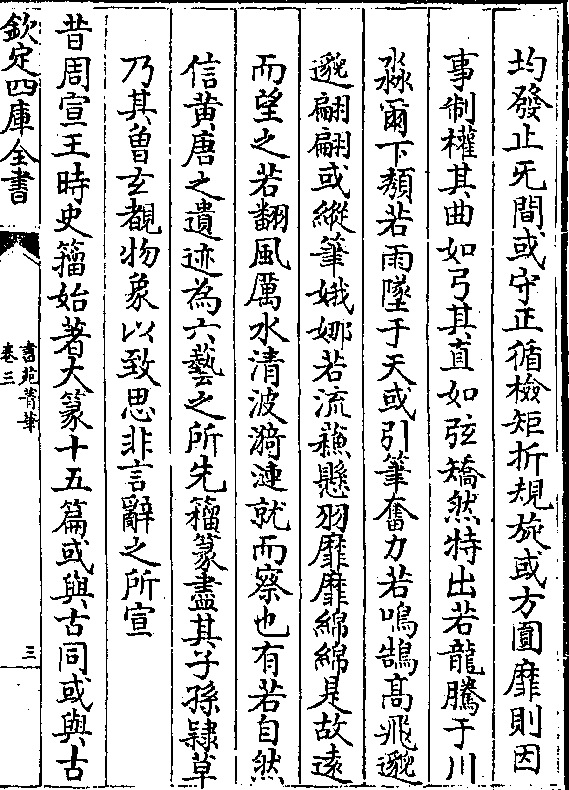 均發止旡間或守正循檢矩折規旋或方圓靡則因
事制權其曲如弓其直如弦矯然特出若龍騰于川
淼爾下頽若雨墜于天或引筆奮力若鳴鵠髙飛邈
邈翩翩或縱筆婀娜若流蘓懸羽靡靡綿綿是故逺
而望之若翻風厲水清波漪漣就而察也有若自然
信黄唐之遺迹為六藝之所先籀篆盡其子孫𨽻草
乃其曽玄覩物象以致思非言辭之所宣
昔周宣王時史籀始著大篆十五篇或與古同或與古
欽定四庫全書
書苑菁華
卷三
三